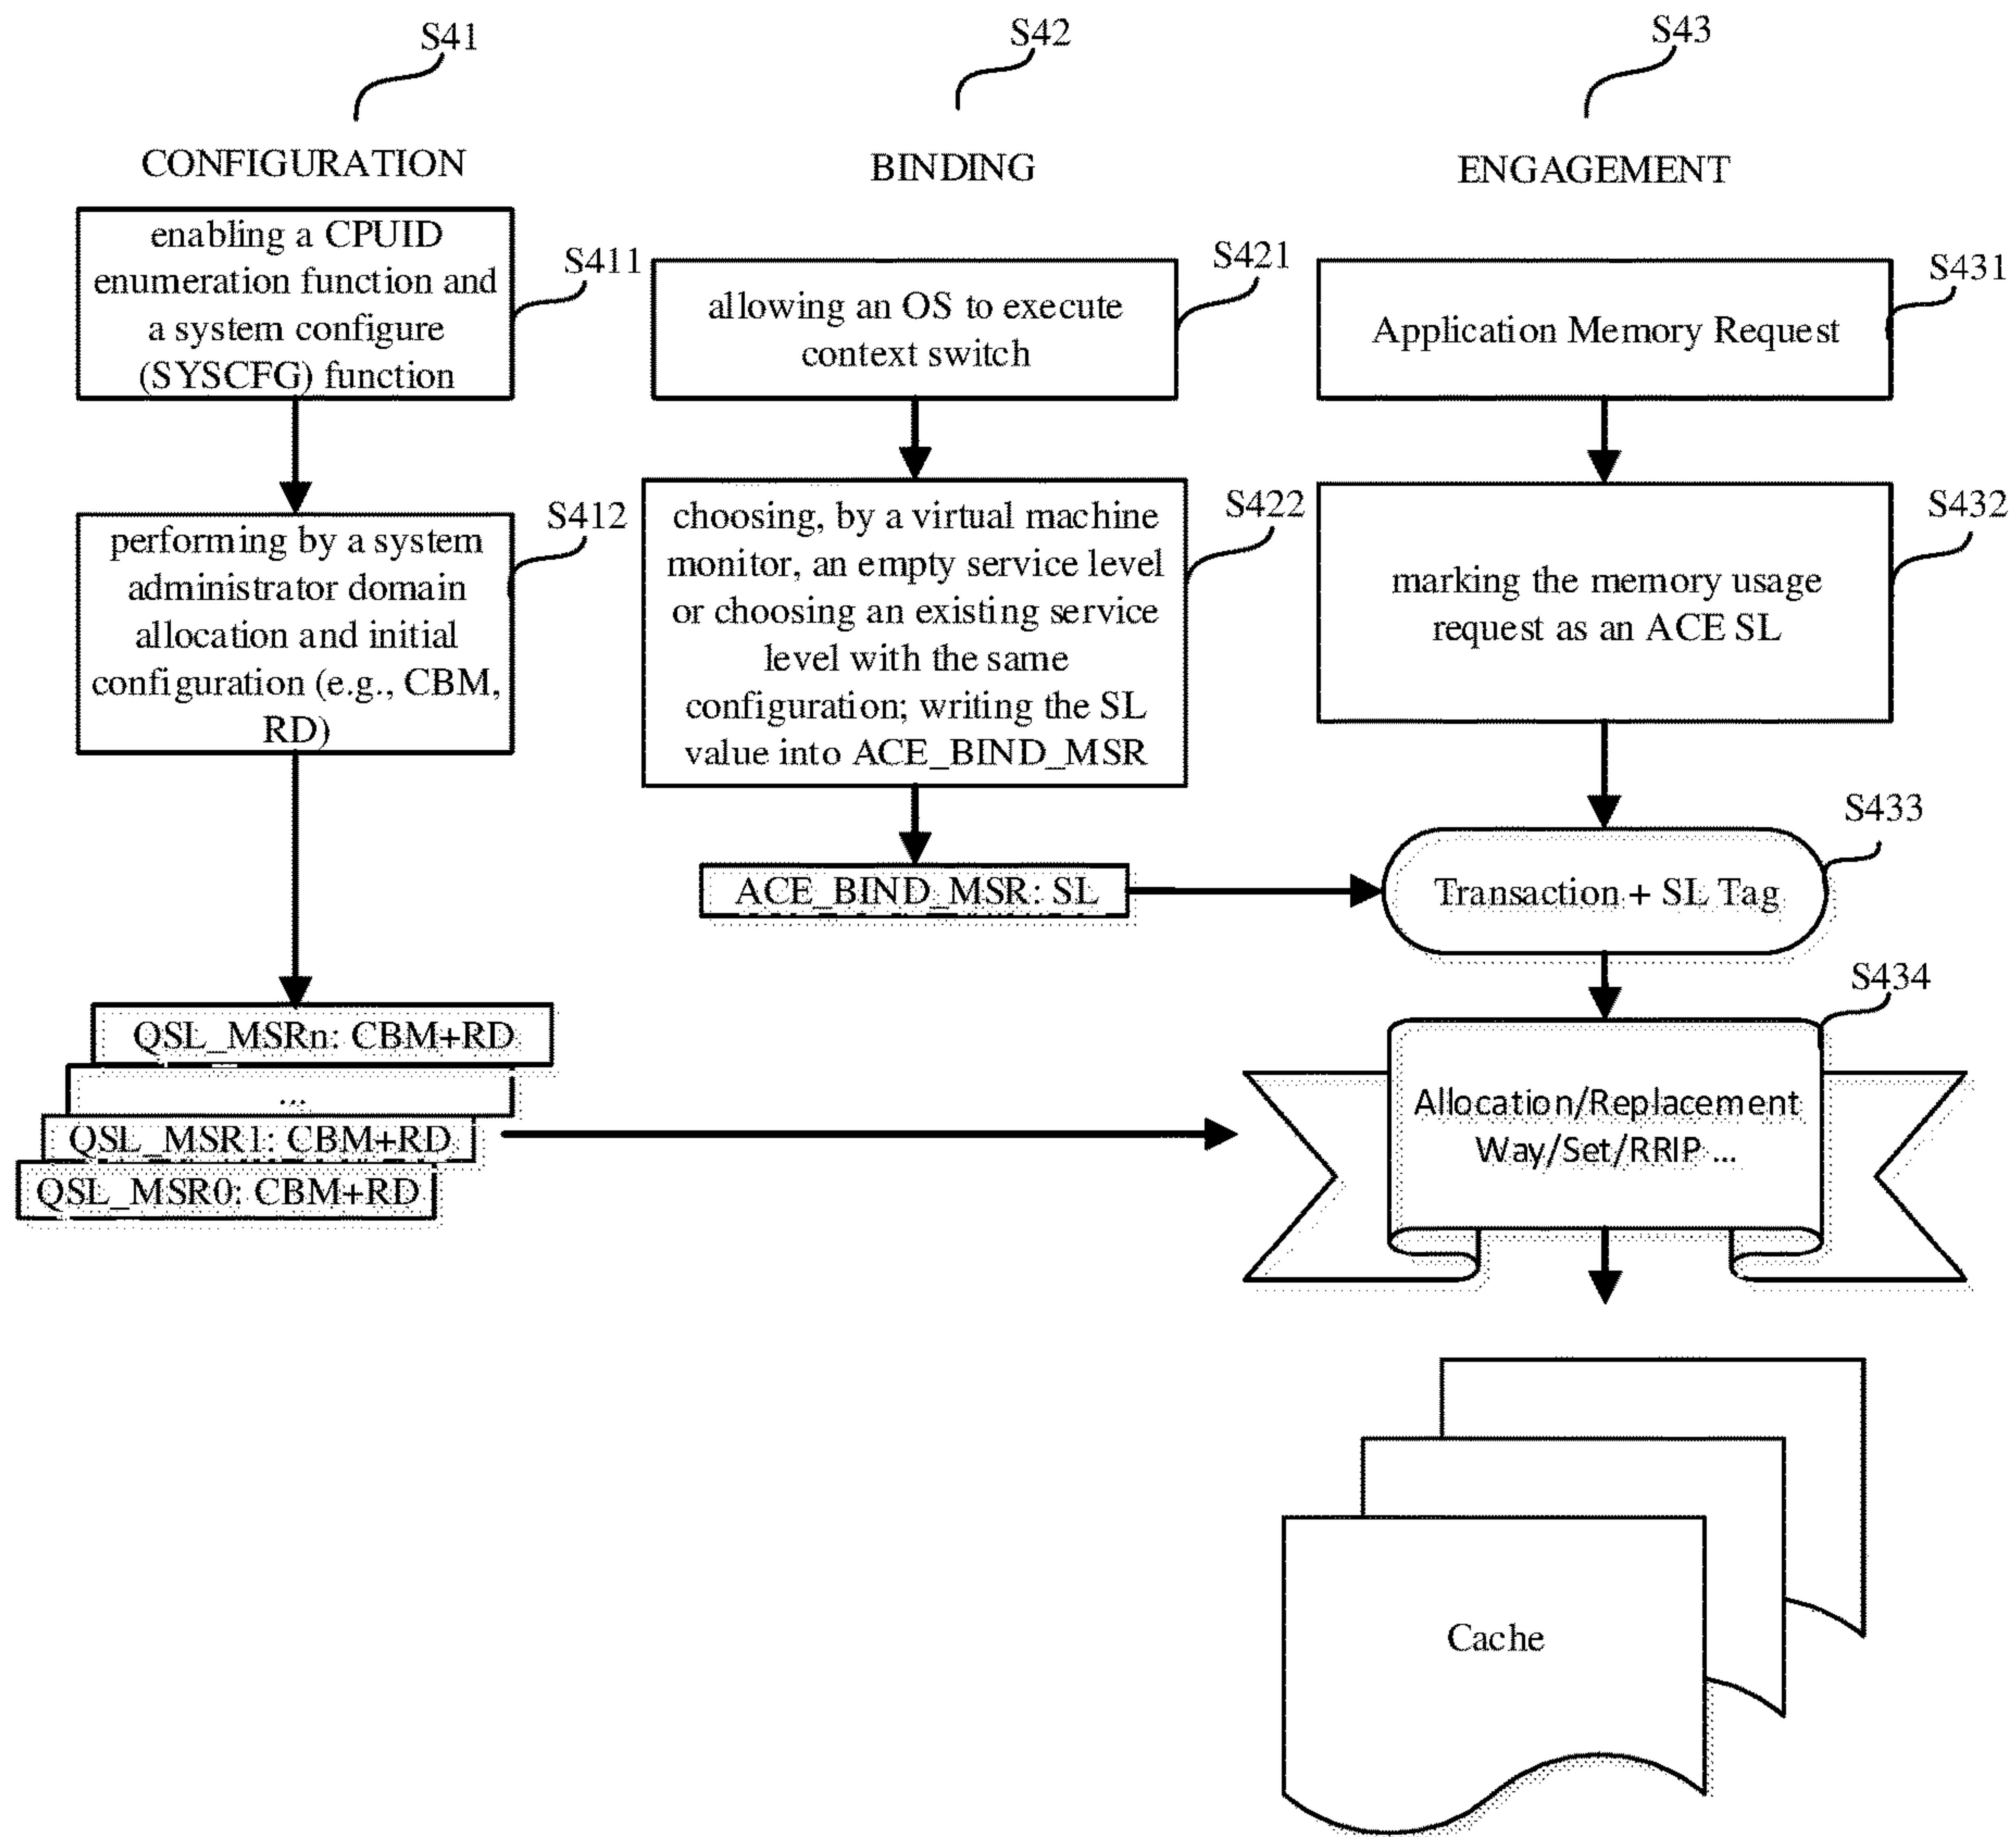 S41
CONFIGURATION
enabling a CPUID
enumeration function and
a system configure
(SYSCFG) function
S411
performing by a system
administrator domain
allocation and initial
configuration (e.g., CBM,
RD)
S412
QSL_MSRn: CBM+RD
...
QSL_MSR1: CBM+RD
QSL_MSR0: CBM+RD
S42
BINDING
allowing an OS to execute
context switch
S421
choosing, by a virtual machine
monitor, an empty service level
or choosing an existing service
level with the same
configuration; writing the SL
value into ACE_BIND_MSR
S422
ACE_BIND_MSR: SL
S43
ENGAGEMENT
Application Memory Request
S431
marking the memory usage
request as an ACE SL
S432
Transaction + SL Tag
S433
Allocation/Replacement
Way/Set/RRIP ...
S434
Cache